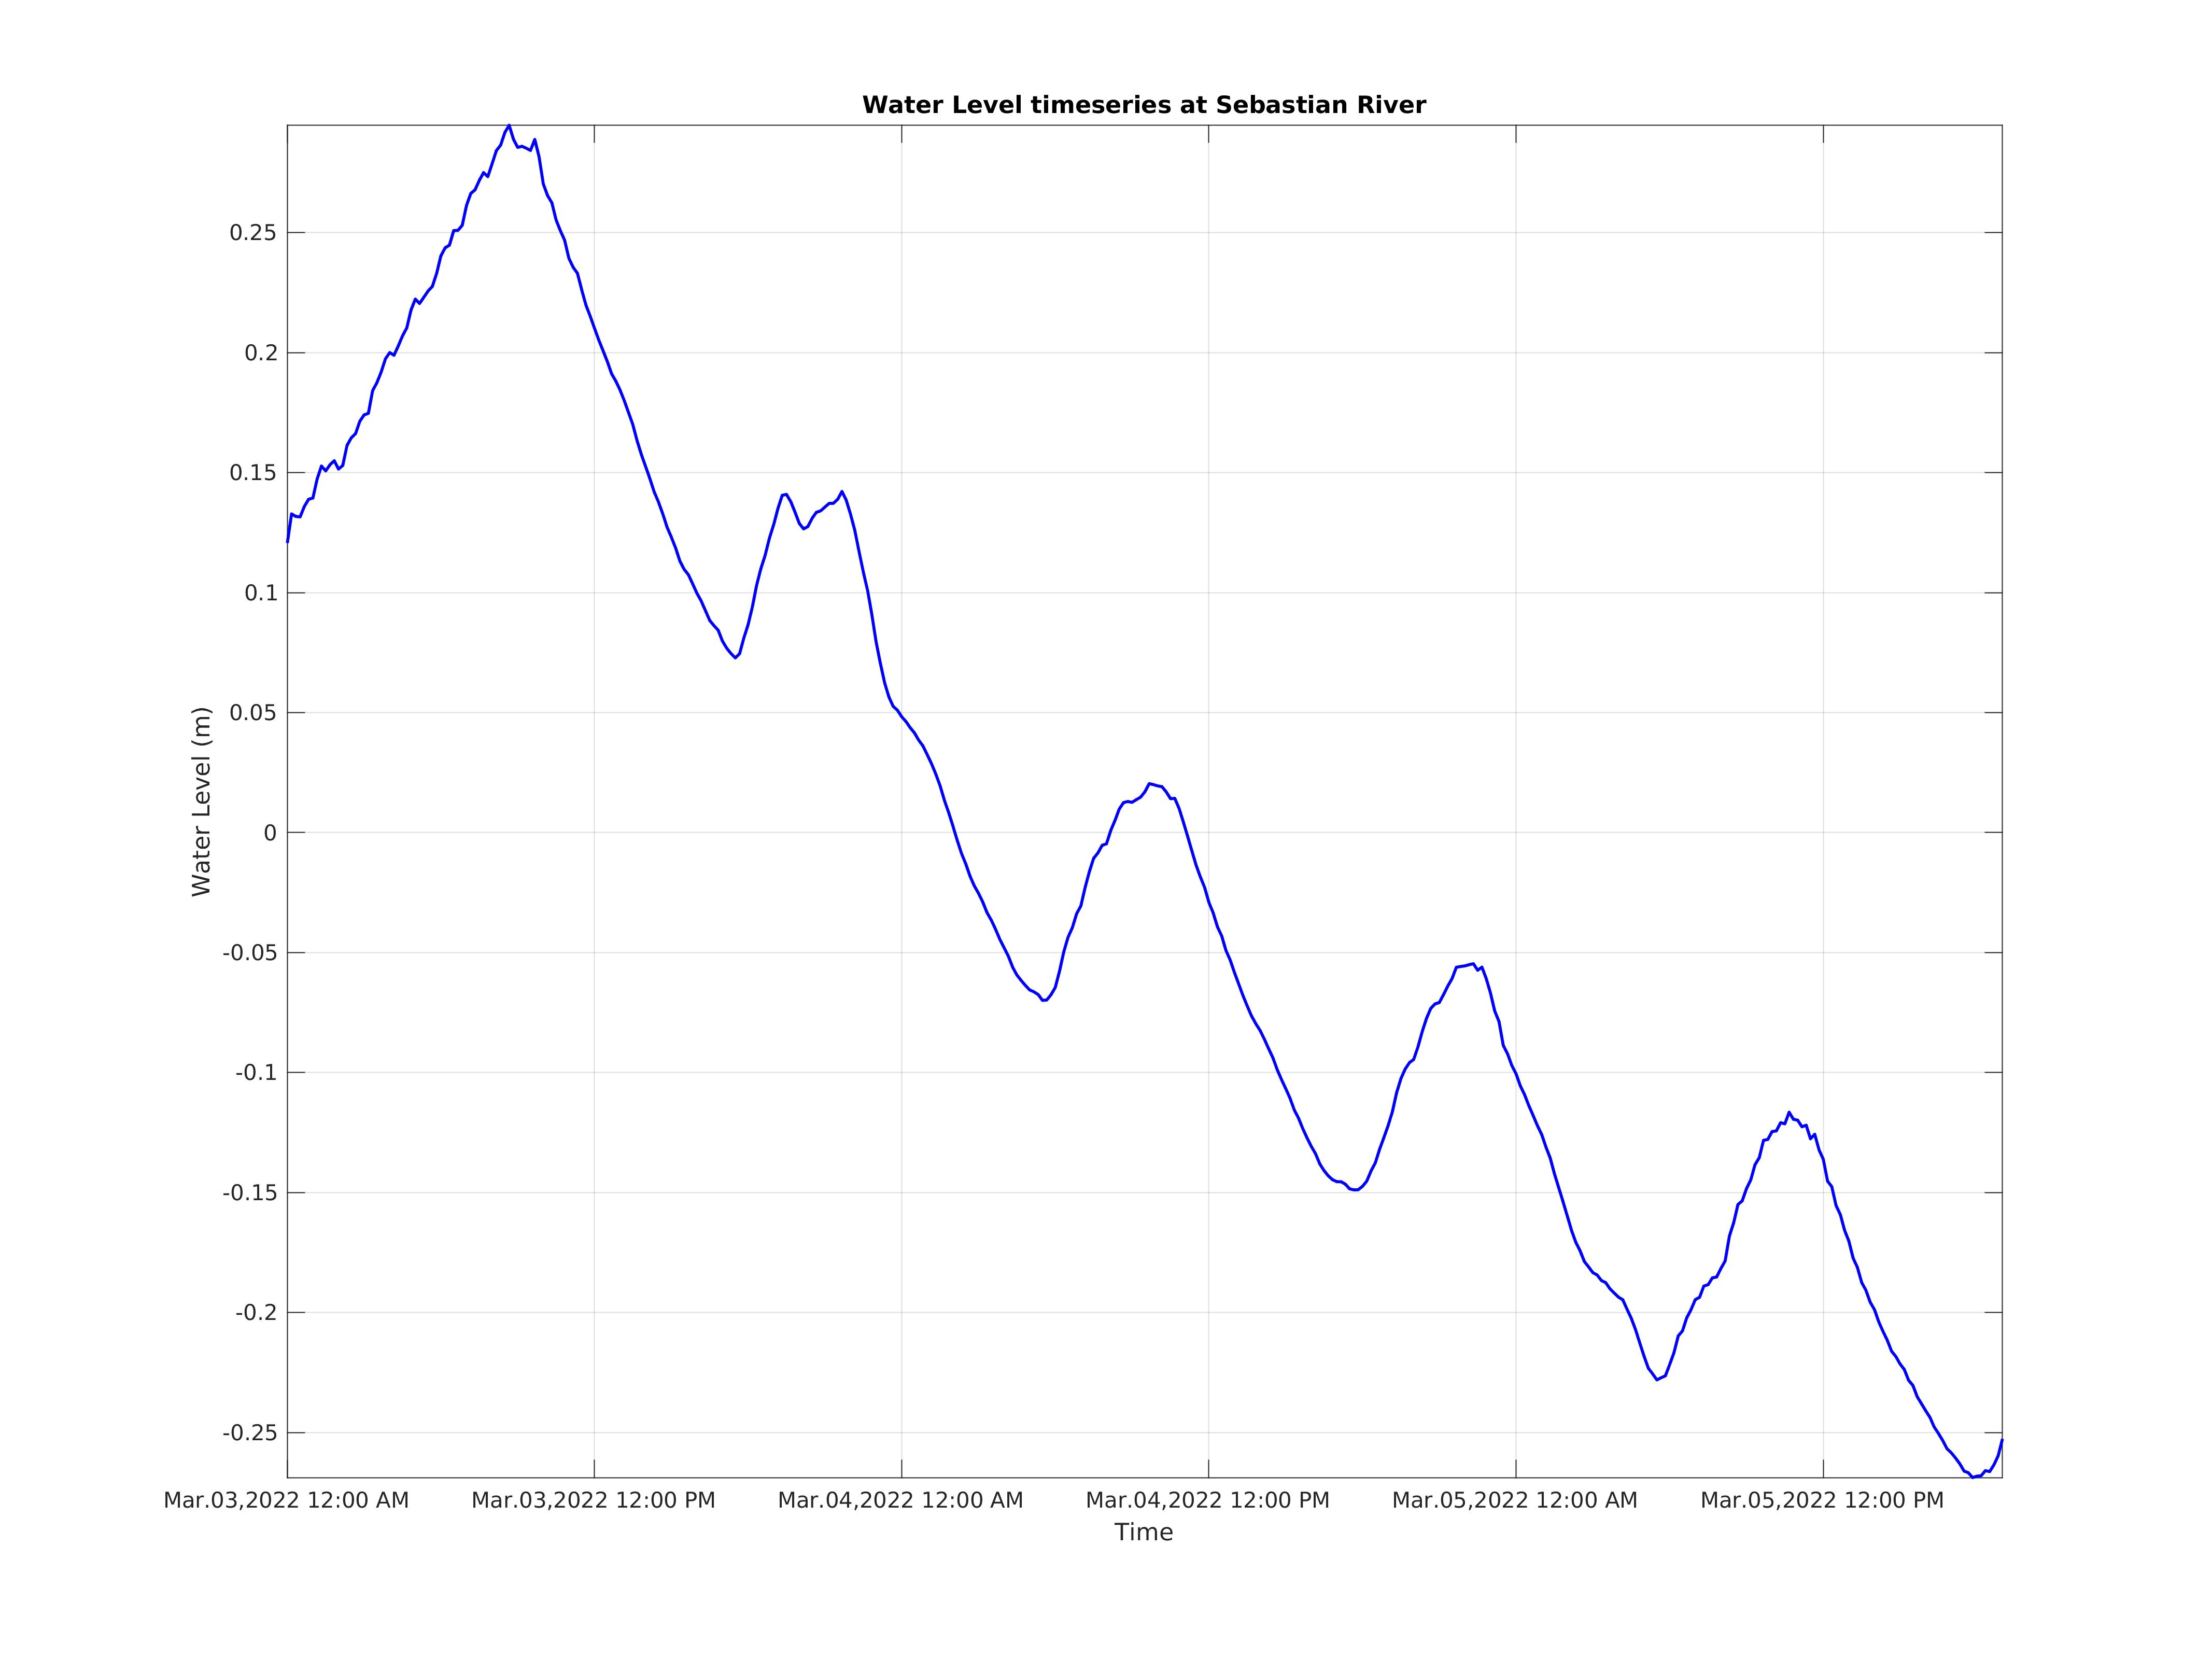 Water Level timeseries at Sebastian River
0.25
0.2
0.15
0.1
0.05
0
-0.05
-0.1
-0.15
-0.2
-0.25
Water Level (m)
Mar.03,2022 12:00 AM
Mar.03,2022 12:00 PM
Mar.04,2022 12:00 AM
Mar.04,2022 12:00 PM
Mar.05,2022 12:00 AM
Mar.05,2022 12:00 PM
Time